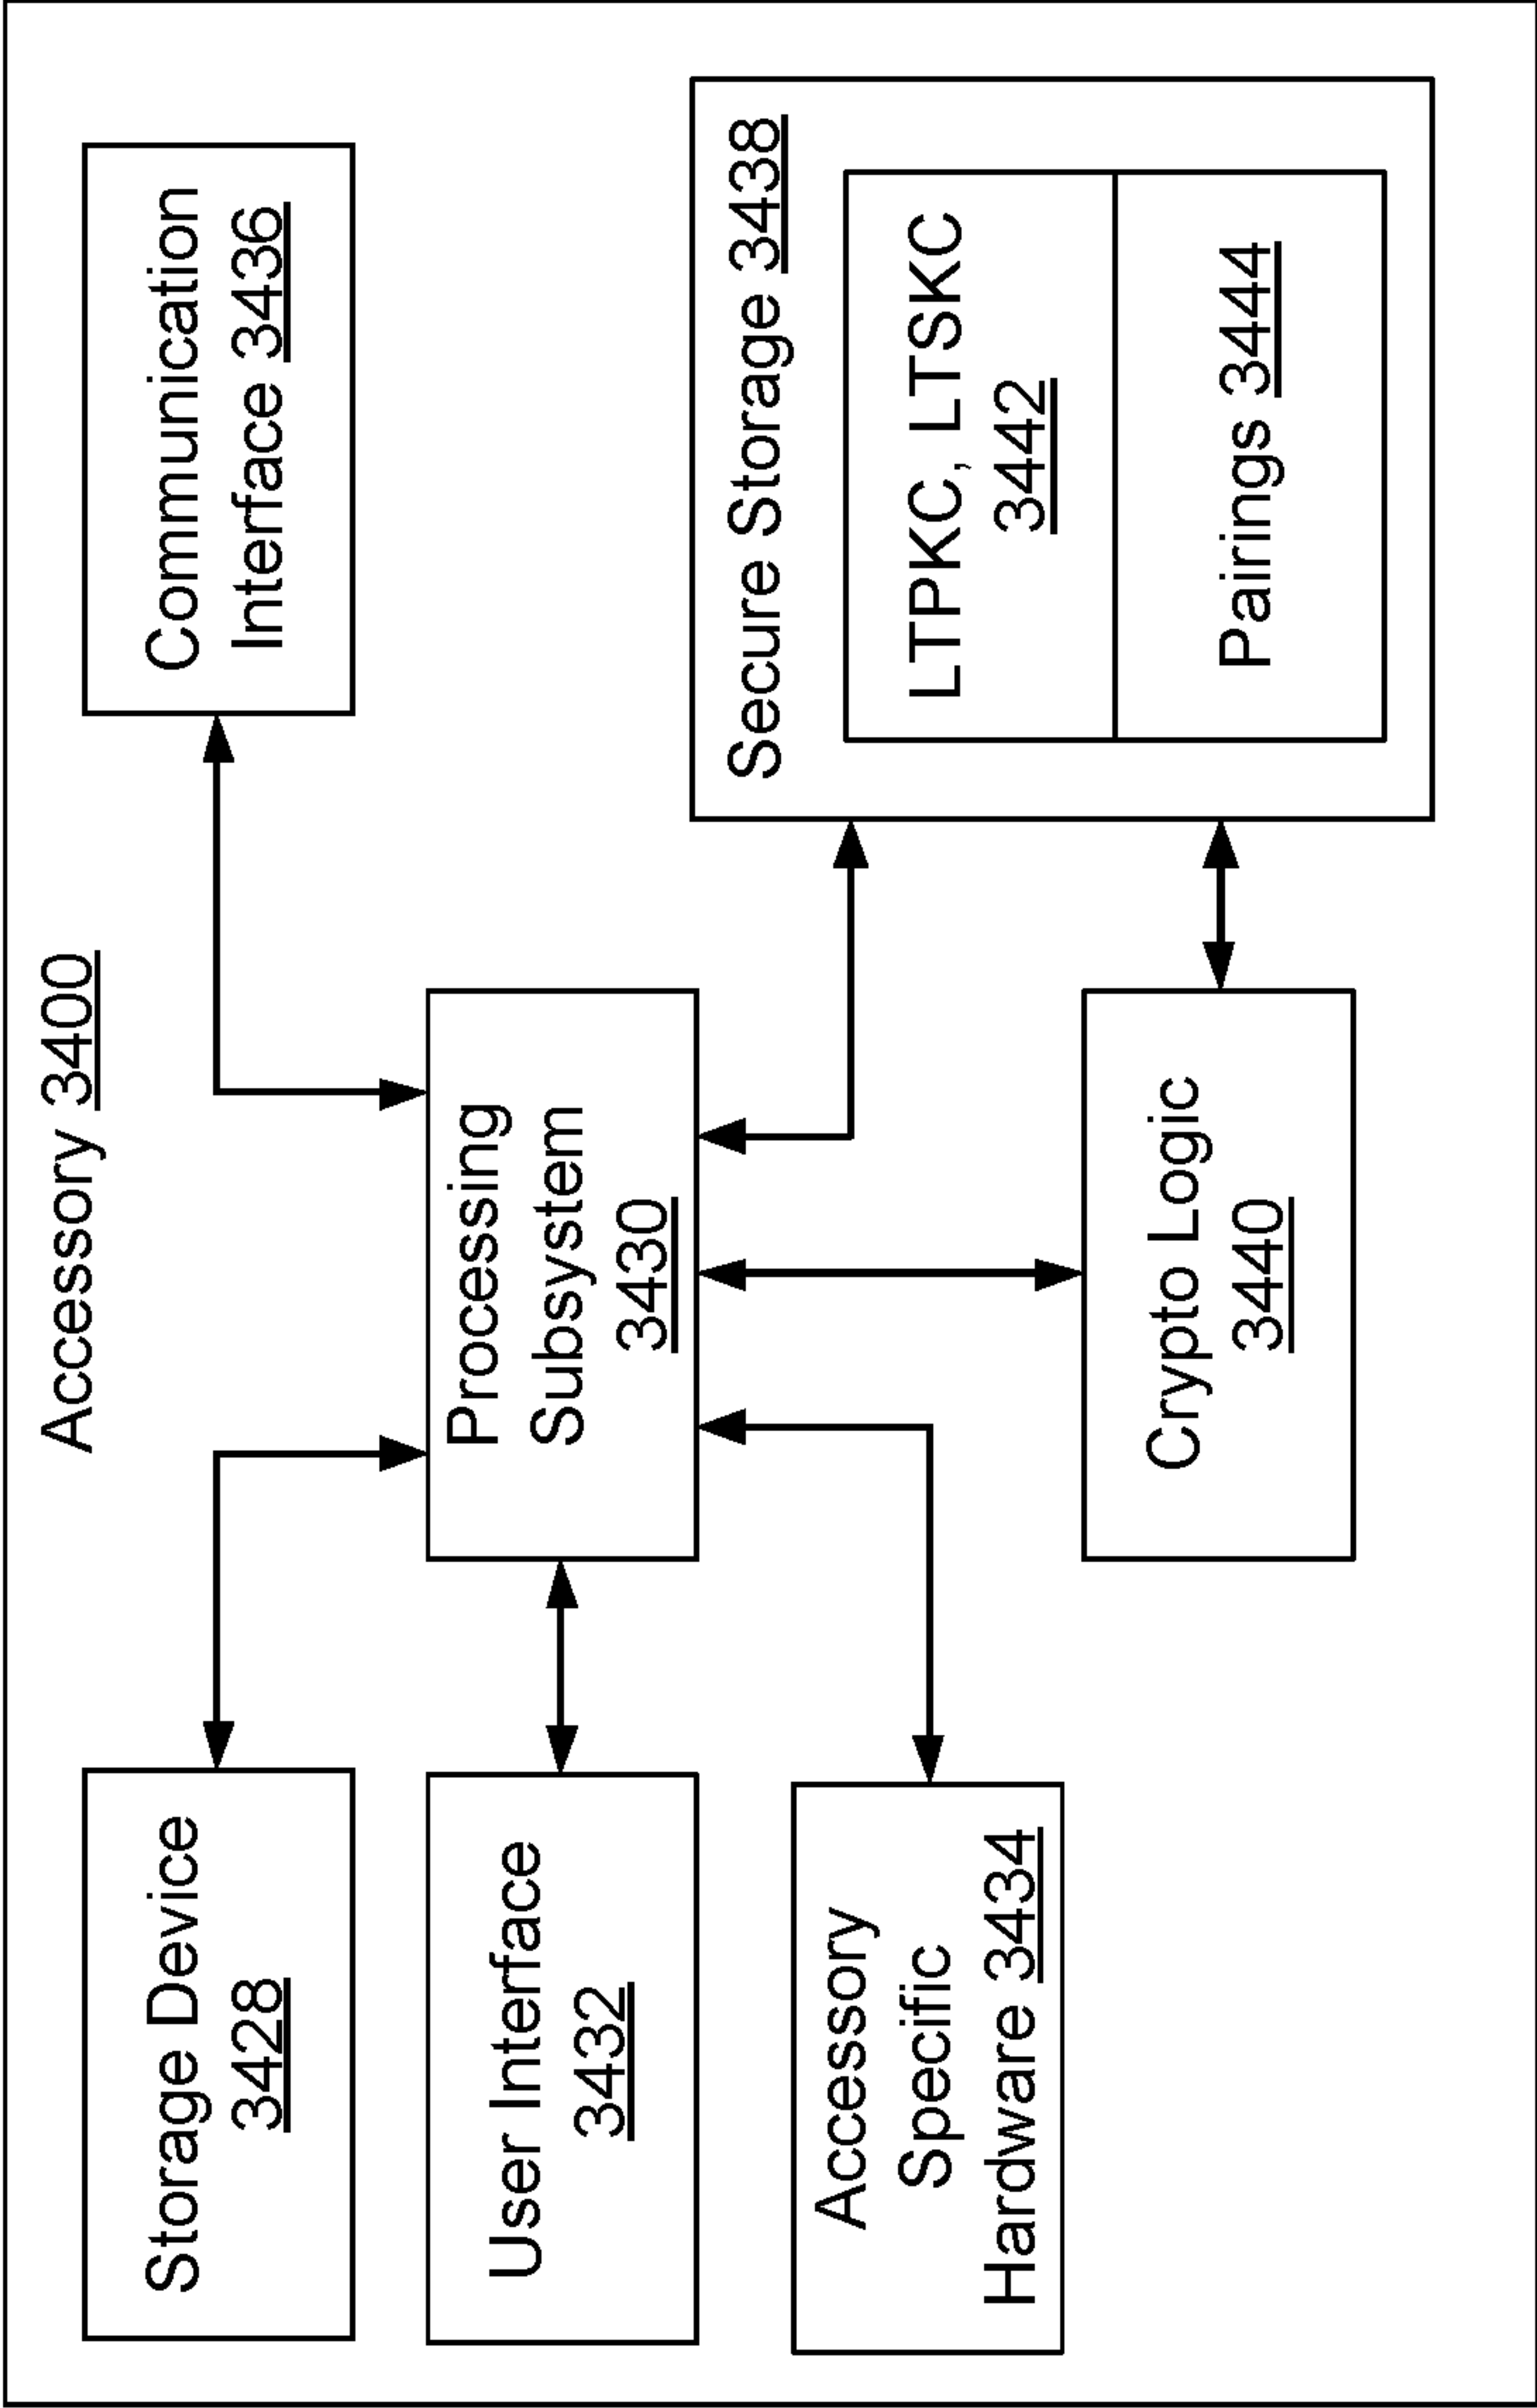 Accessory 3400
Storage Device
3428
Communication
Interface 3436
User Interface
3432
Processing
Subsystem
3430
Accessory
Specific
Hardware 3434
Secure Storage 3438
LTPKC, LTSKC
3442
Pairings 3444
Crypto Logic
3440